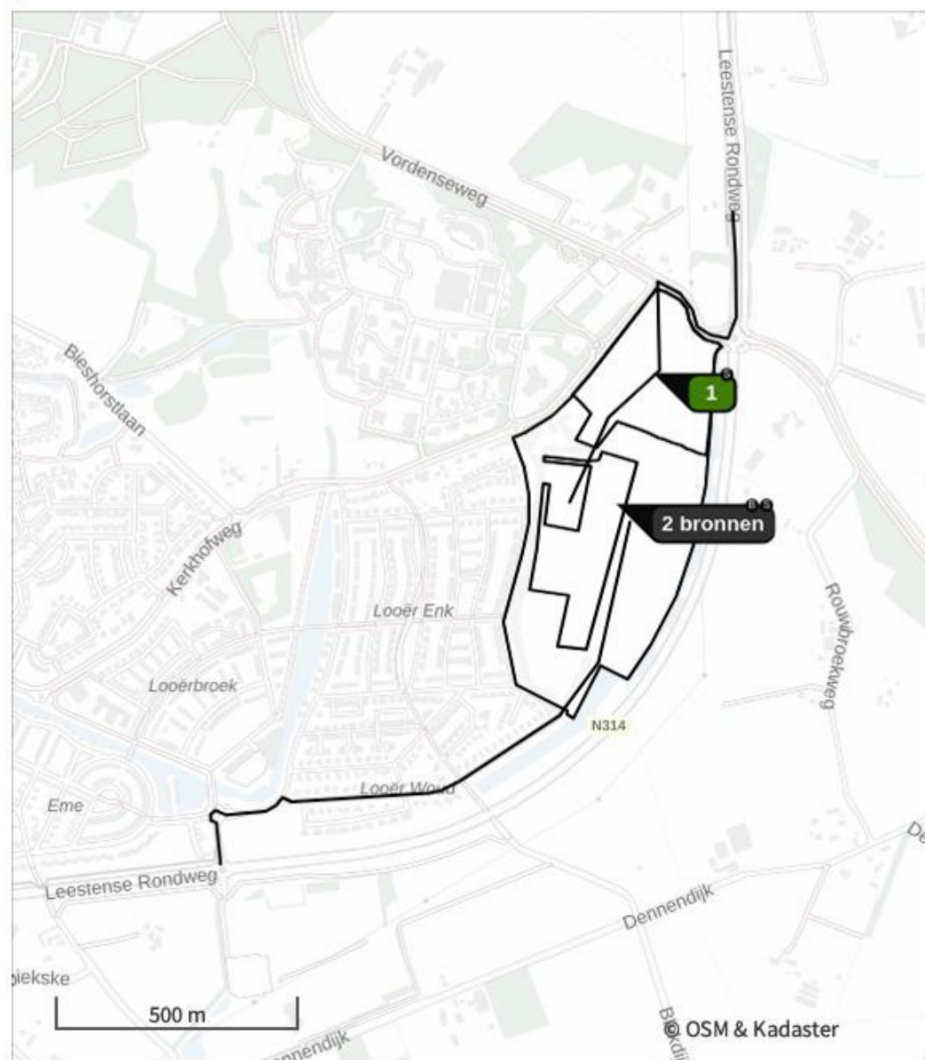 Leestense Rondweg
Vordenseweg
Bieshorstlaan
1
2 bronnen
Kerkhofweg
Looër Enk
Rouwbroekweg
Looërbroek
N314
Looër Woud
Eme
Leestense Rondweg
Dennendijk
500 m
© OSM & Kadaster